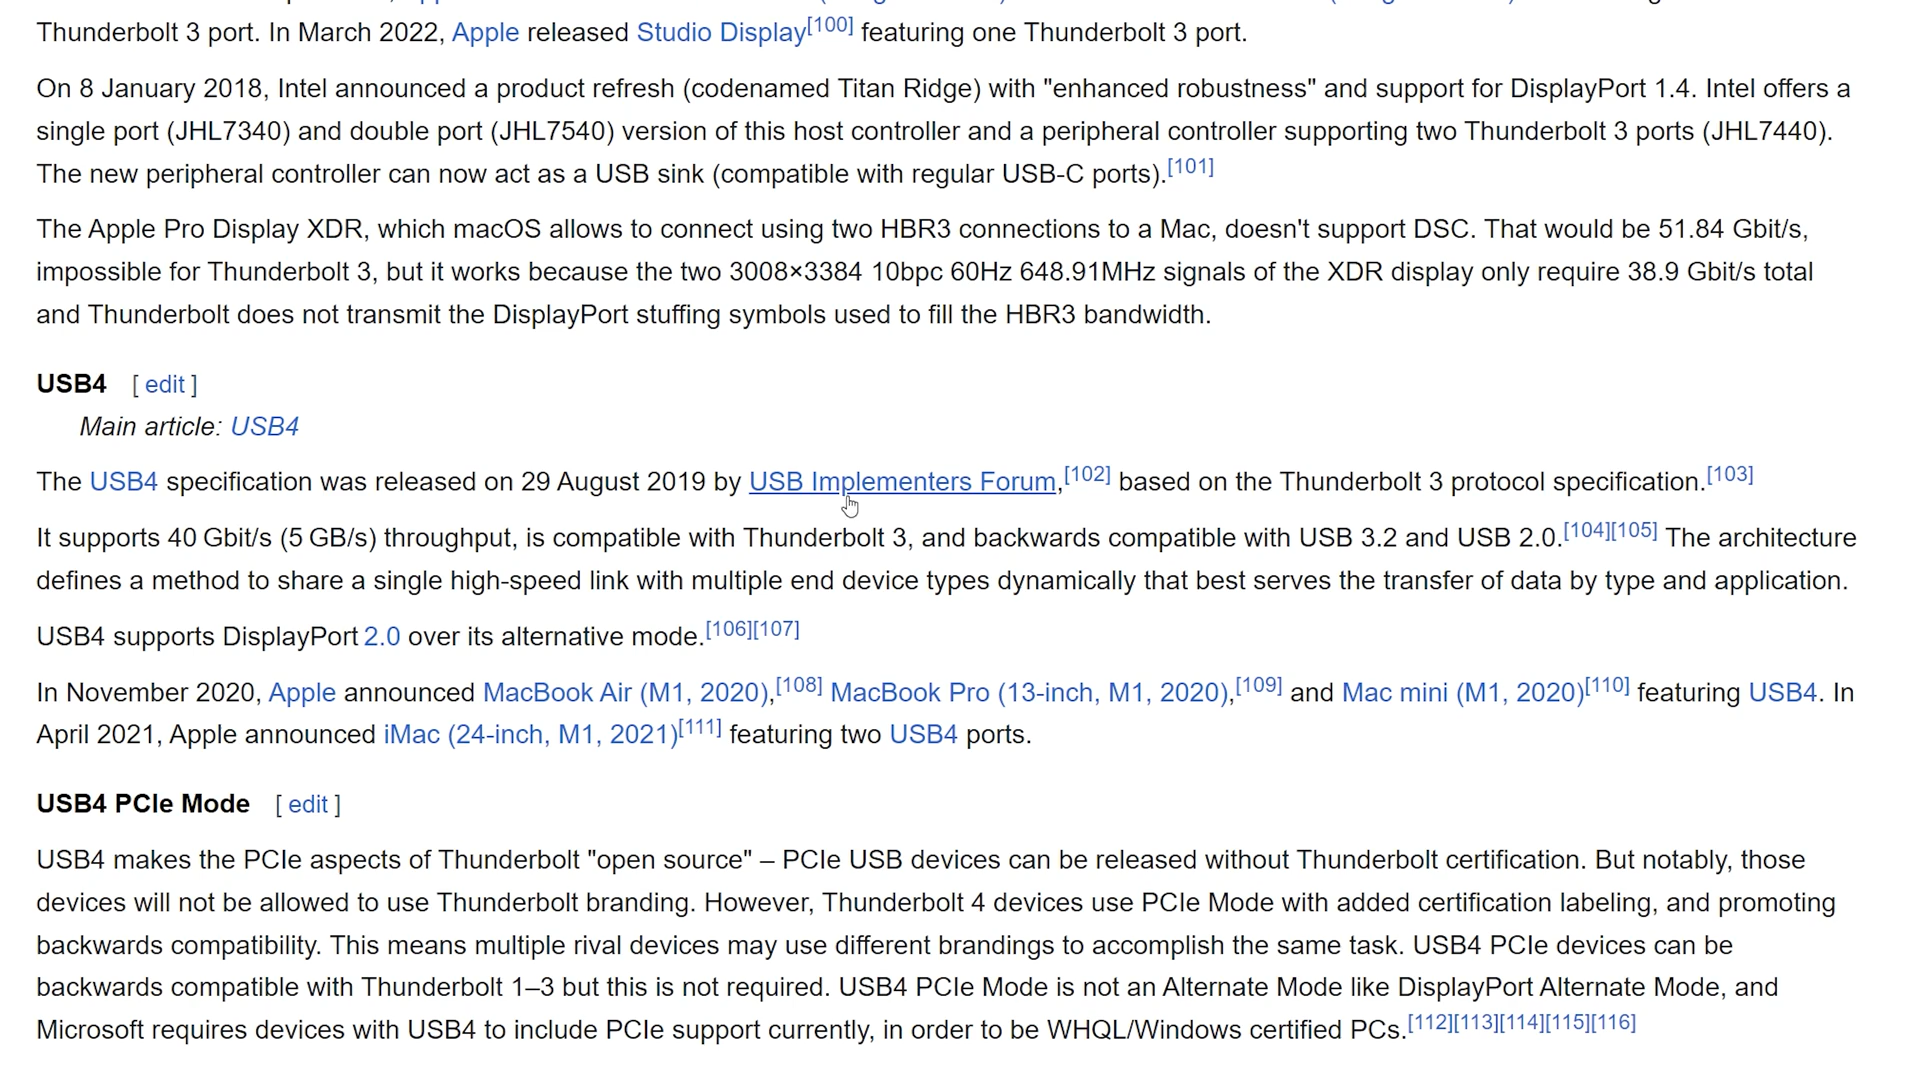 Thunderbolt 3 port. In March 2022, Apple released Studio Display[100] featuring one Thunderbolt 3 port.
On 8 January 2018, Intel announced a product refresh (codenamed Titan Ridge) with "enhanced robustness" and support for DisplayPort 1.4. Intel offers a
single port (JHL7340) and double port (JHL7540) version of this host controller and a peripheral controller supporting two Thunderbolt 3 ports (JHL7440).
The new peripheral controller can now act as a USB sink (compatible with regular USB-C ports).[101]
The Apple Pro Display XDR, which macOS allows to connect using two HBR3 connections to a Mac, doesn't support DSC. That would be 51.84 Gbit/s,
impossible for Thunderbolt 3, but it works because the two 3008×3384 10bpc 60Hz 648.91MHz signals of the XDR display only require 38.9 Gbit/s total
and Thunderbolt does not transmit the DisplayPort stuffing symbols used to fill the HBR3 bandwidth.
USB4 [ edit ]
Main article: USB4
The USB4 specification was released on 29 August 2019 by USB Implementers Forum,[102] based on the Thunderbolt 3 protocol specification.[103]
It supports 40 Gbit/s (5 GB/s) throughput, is compatible with Thunderbolt 3, and backwards compatible with USB 3.2 and USB 2.0.[104][105] The architecture
defines a method to share a single high-speed link with multiple end device types dynamically that best serves the transfer of data by type and application.
USB4 supports DisplayPort 2.0 over its alternative mode.[106][107]
In November 2020, Apple announced MacBook Air (M1, 2020),[108] MacBook Pro (13-inch, M1, 2020),[109] and Mac mini (M1, 2020)[110] featuring USB4. In
April 2021, Apple announced iMac (24-inch, M1, 2021)[111] featuring two USB4 ports.
USB4 PCIe Mode [ edit ]
USB4 makes the PCIe aspects of Thunderbolt "open source" – PCIe USB devices can be released without Thunderbolt certification. But notably, those
devices will not be allowed to use Thunderbolt branding. However, Thunderbolt 4 devices use PCIe Mode with added certification labeling, and promoting
backwards compatibility. This means multiple rival devices may use different brandings to accomplish the same task. USB4 PCIe devices can be
backwards compatible with Thunderbolt 1–3 but this is not required. USB4 PCIe Mode is not an Alternate Mode like DisplayPort Alternate Mode, and
Microsoft requires devices with USB4 to include PCIe support currently, in order to be WHQL/Windows certified PCs.[112][113][114][115][116]